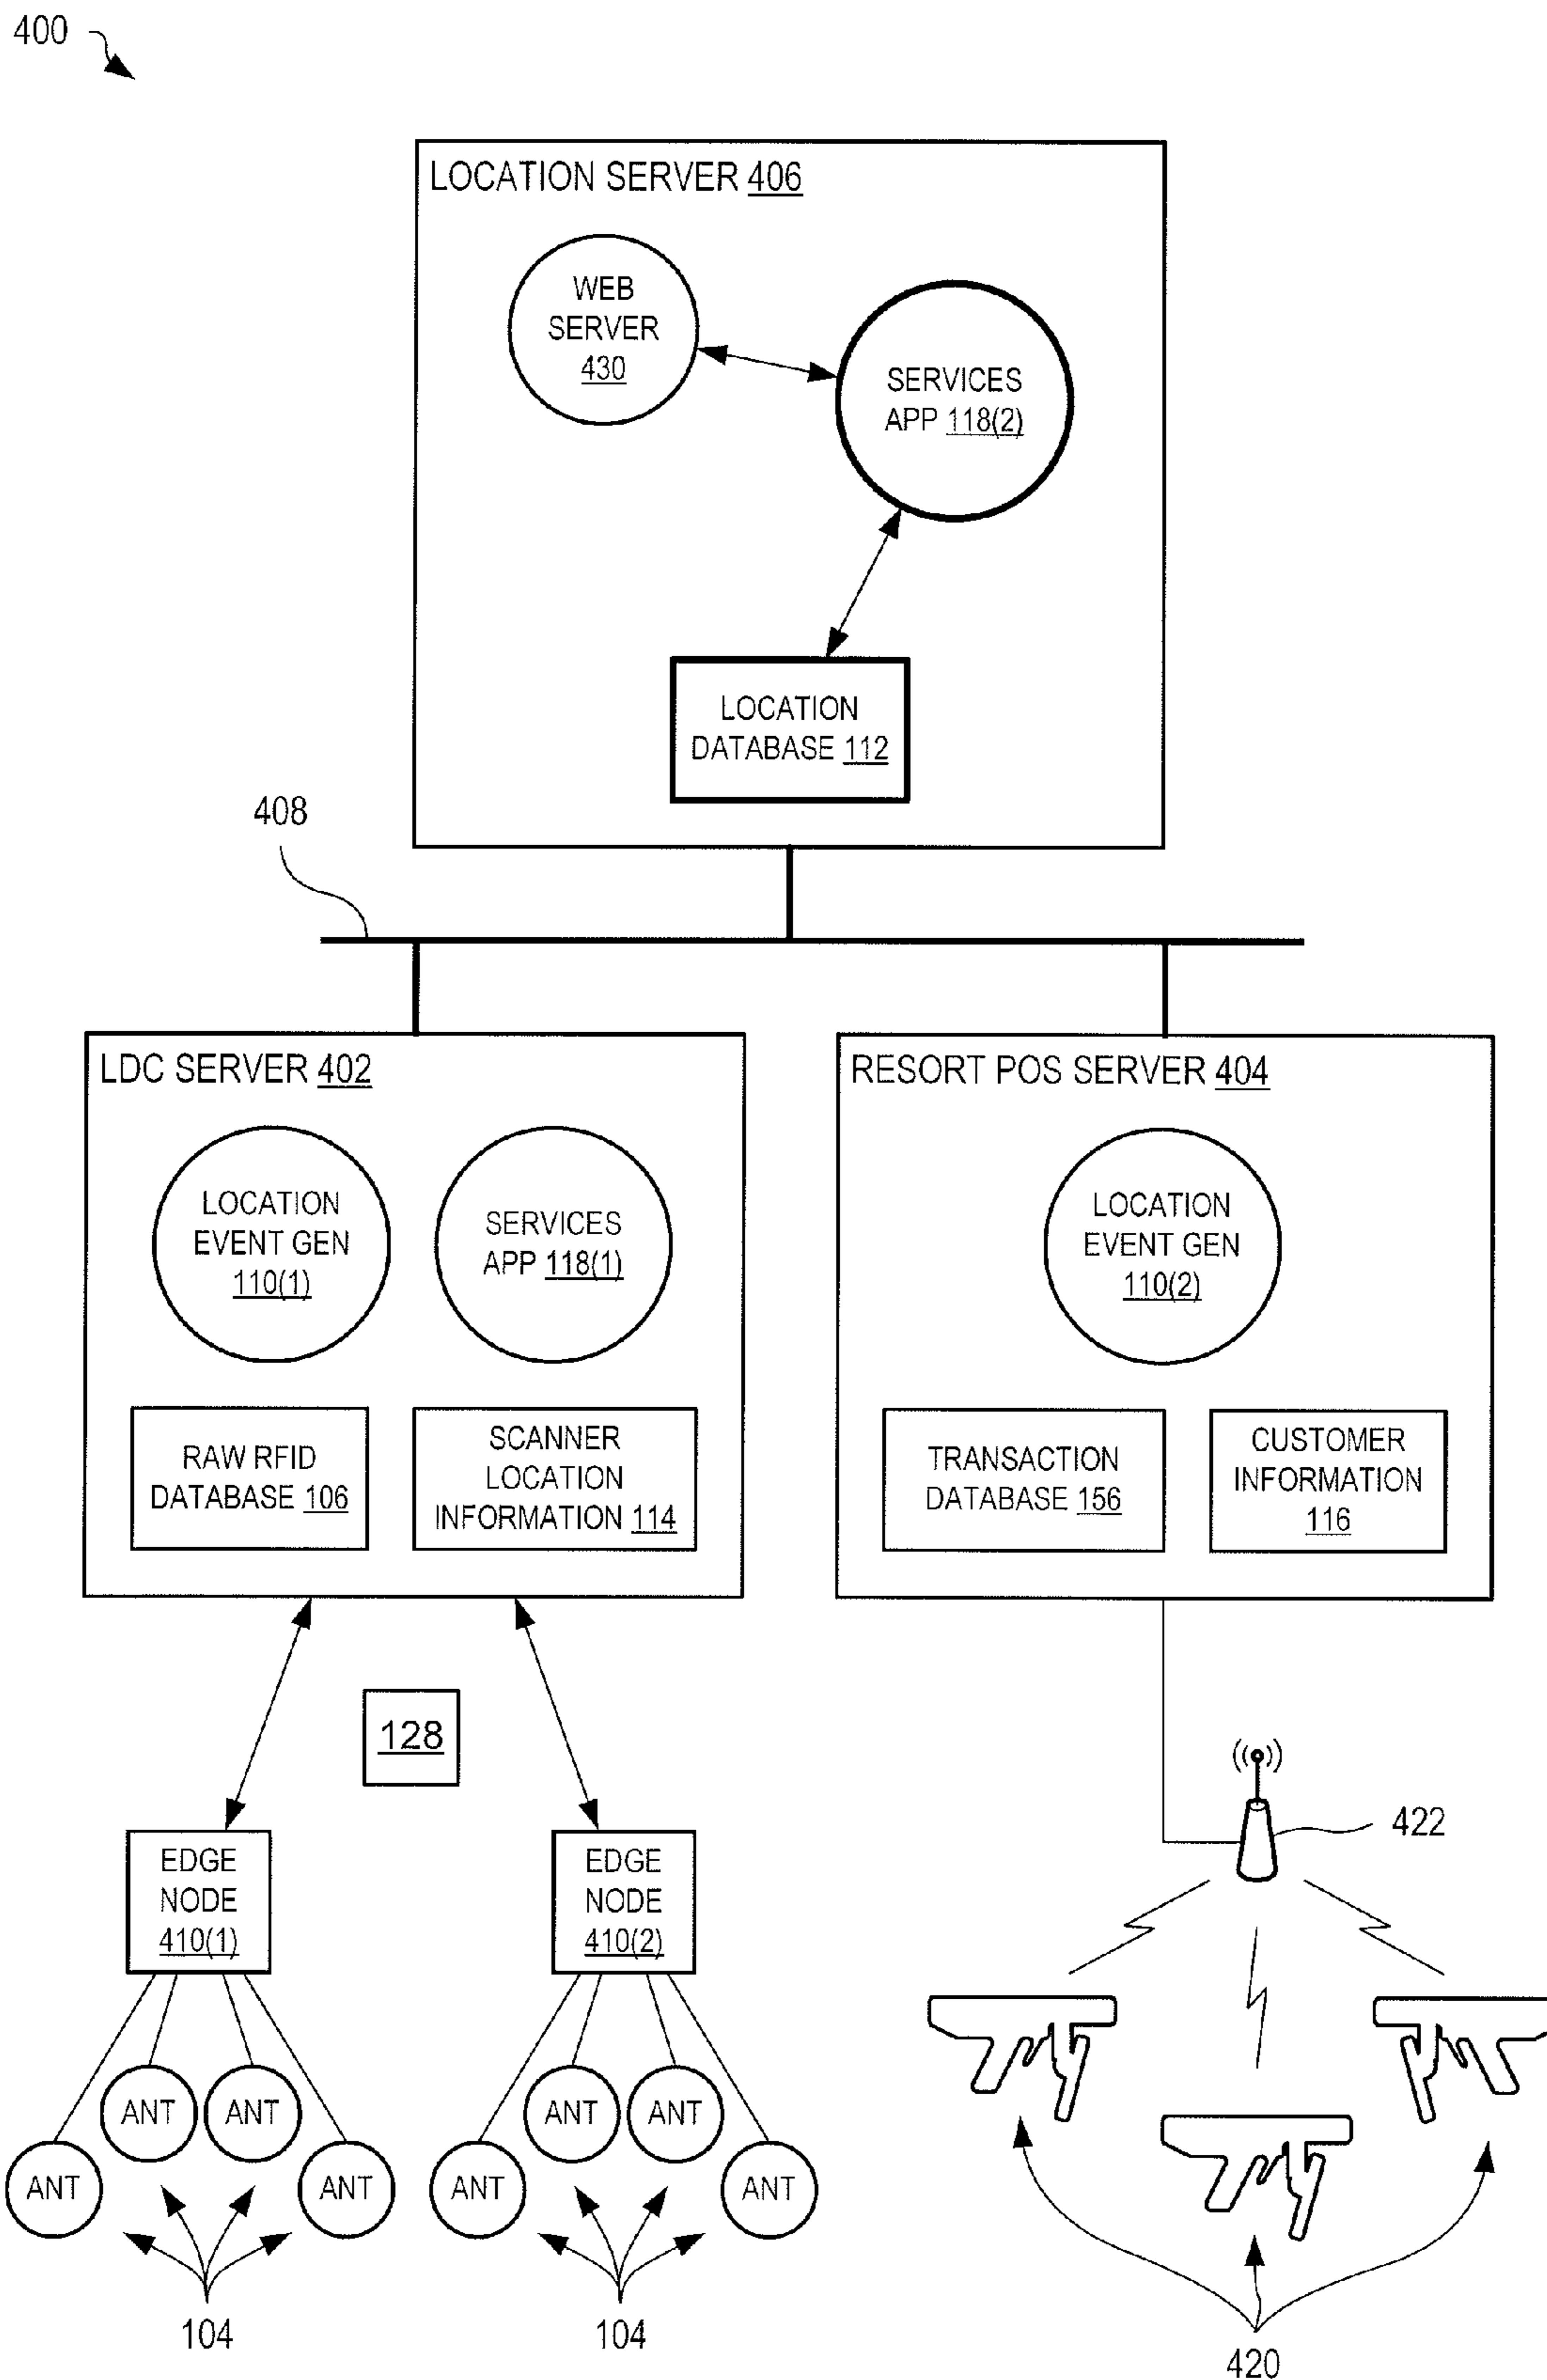 400
LOCATION SERVER 406
WEB
SERVER
430
SERVICES
APP 118(2)
LOCATION
DATABASE 112
408
LDC SERVER 402
LOCATION
EVENT GEN
110(1)
SERVICES
APP 118(1)
RAW RFID
DATABASE 106
SCANNER
LOCATION
INFORMATION 114
RESORT POS SERVER 404
LOCATION
EVENT GEN
110(2)
TRANSACTION
DATABASE 156
CUSTOMER
INFORMATION
116
128
EDGE
NODE
410(1)
EDGE
NODE
410(2)
422
ANT
ANT
ANT
ANT
ANT
ANT
ANT
ANT
104
104
420